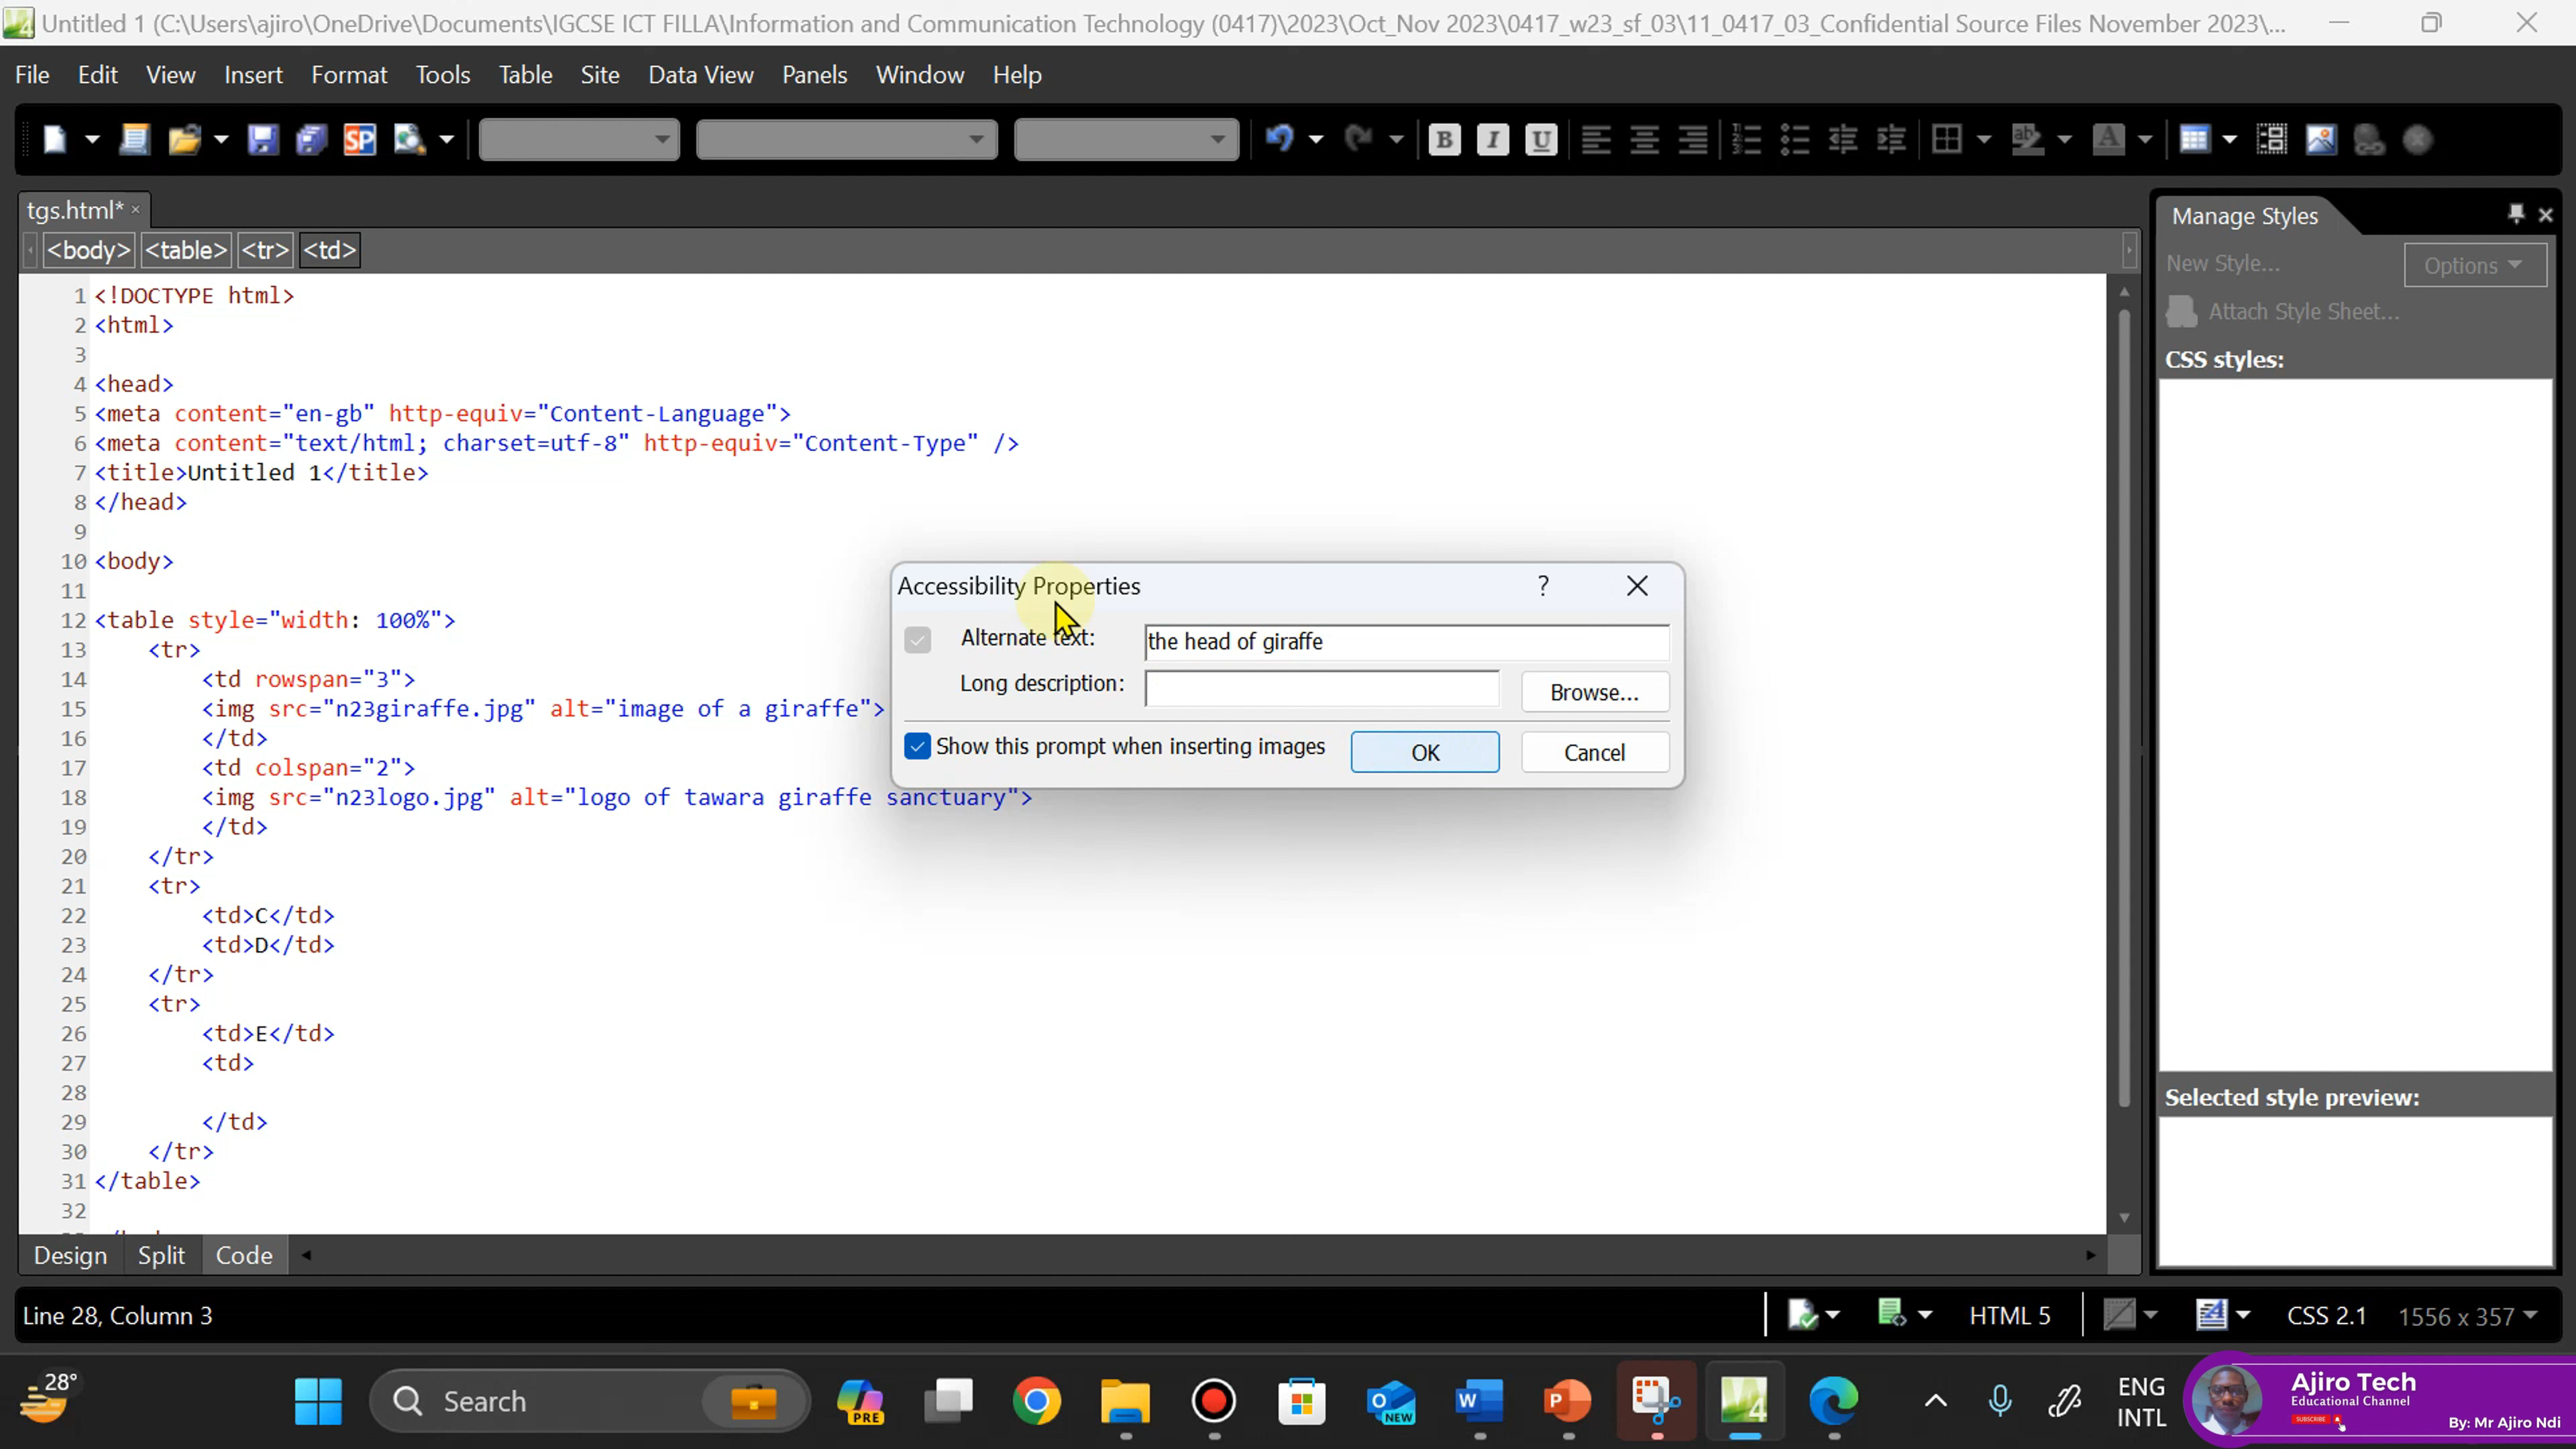 Untitled 1 (C:\Users\ajiro\OneDrive\Documents\IGCSE ICT FILLA\Information and Communication Technology (0417)\2023\Oct_Nov 2023\0417_w23_sf_03\11_0417_03_Confidential Source Files November 2023\...
File Edit View Insert Format Tools Table Site Data View Panels Window Help
tgs.html*
<body> <table> <tr> <td>
1 <!DOCTYPE html>
2 <html>
3
4 <head>
5 <meta content="en-gb" http-equiv="Content-Language">
6 <meta content="text/html; charset=utf-8" http-equiv="Content-Type" />
7 <title>Untitled 1</title>
8 </head>
9
10 <body>
11
12 <table style="width: 100%">
13 <tr>
14 <td rowspan="3">
15 <img src="n23giraffe.jpg" alt="image of a giraffe">
16 </td>
17 <td colspan="2">
18 <img src="n23logo.jpg" alt="logo of tawara giraffe sanctuary">
19 </td>
20 </tr>
21 <tr>
22 <td>C</td>
23 <td>D</td>
24 </tr>
25 <tr>
26 <td>E</td>
27 <td>
28
29 </td>
30 </tr>
31 </table>
32
Accessibility Properties ?
Alternate text: the head of giraffe
Long description: Browse...
Show this prompt when inserting images OK Cancel
Manage Styles
New Style... Options
Attach Style Sheet...
CSS styles:
Selected style preview:
Design Split Code
Line 28, Column 3 HTML 5 CSS 2.1 1556 x 357
28° Search PRE NEW ENG
INTL
Ajiro Tech
Educational Channel
SUBSCRIBE
By: Mr Ajiro Ndi